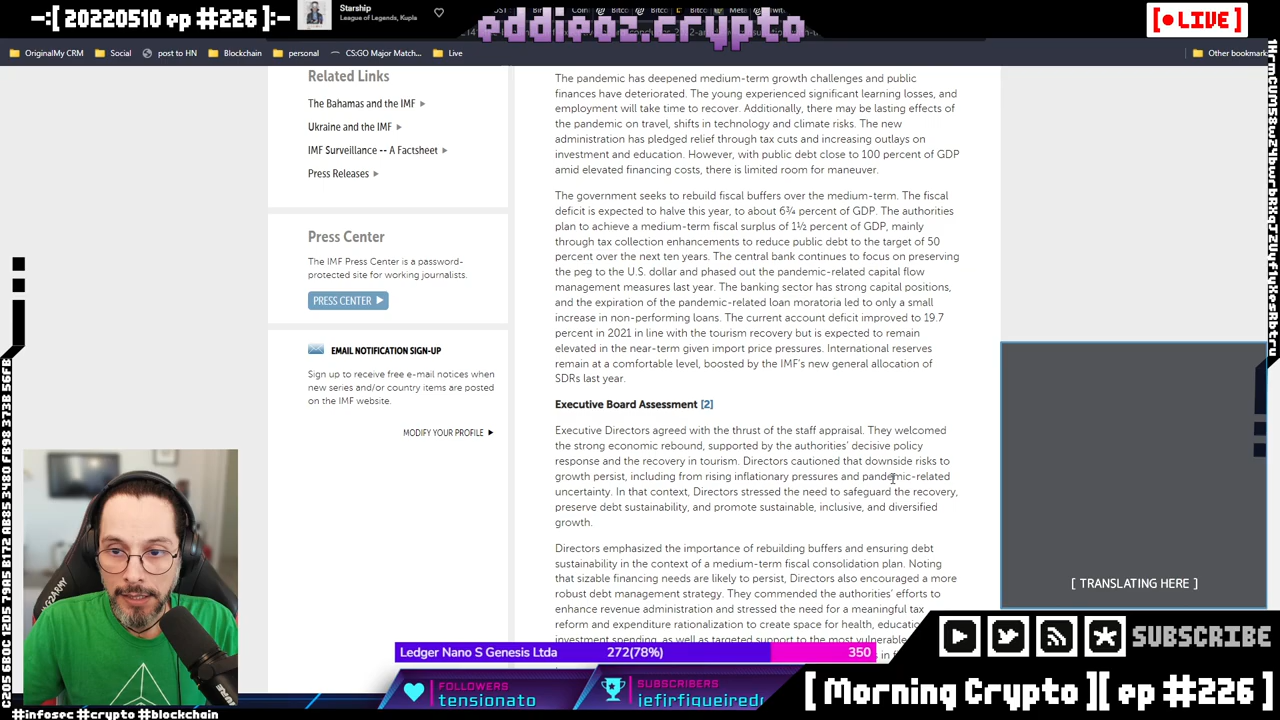 -:[ 20220510 ep #226 ]:-
Starship
League of Legends, Kupla
eddieoz.crypto
[ ● LIVE ]
OriginalMy CRM
Social
post to HN
Blockchain
personal
CS:GO Major Match...
Live
Other bookmark
Related Links
The Bahamas and the IMF
Ukraine and the IMF
IMF Surveillance -- A Factsheet
Press Releases
Press Center
The IMF Press Center is a password-
protected site for working journalists.
PRESS CENTER
EMAIL NOTIFICATION SIGN-UP
Sign up to receive free e-mail notices when
new series and/or country items are posted
on the IMF website.
MODIFY YOUR PROFILE
The pandemic has deepened medium-term growth challenges and public
finances have deteriorated. The young experienced significant learning losses, and
employment will take time to recover. Additionally, there may be lasting effects of
the pandemic on travel, shifts in technology and climate risks. The new
administration has pledged relief through tax cuts and increasing outlays on
investment and education. However, with public debt close to 100 percent of GDP
amid elevated financing costs, there is limited room for maneuver.
The government seeks to rebuild fiscal buffers over the medium-term. The fiscal
deficit is expected to halve this year, to about 6¾ percent of GDP. The authorities
plan to achieve a medium-term fiscal surplus of 1½ percent of GDP, mainly
through tax collection enhancements to reduce public debt to the target of 50
percent over the next ten years. The central bank continues to focus on preserving
the peg to the U.S. dollar and phased out the pandemic-related capital flow
management measures last year. The banking sector has strong capital positions,
and the expiration of the pandemic-related loan moratoria led to only a small
increase in non-performing loans. The current account deficit improved to 19.7
percent in 2021 in line with the tourism recovery but is expected to remain
elevated in the near-term given import price pressures. International reserves
remain at a comfortable level, boosted by the IMF's new general allocation of
SDRs last year.
Executive Board Assessment [2]
Executive Directors agreed with the thrust of the staff appraisal. They welcomed
the strong economic rebound, supported by the authorities' decisive policy
response and the recovery in tourism. Directors cautioned that downside risks to
growth persist, including from rising inflationary pressures and pandemic-related
uncertainty. In that context, Directors stressed the need to safeguard the recovery,
preserve debt sustainability, and promote sustainable, inclusive, and diversified
growth.
Directors emphasized the importance of rebuilding buffers and ensuring debt
sustainability in the context of a medium-term fiscal consolidation plan. Noting
that sizable financing needs are likely to persist, Directors also encouraged a more
robust debt management strategy. They commended the authorities' efforts to
enhance revenue administration and stressed the need for a meaningful tax
reform and expenditure rationalization to create space for health,
investment spending, as well as targeted support to the most vulnerable
[ TRANSLATING HERE ]
SUBSCRIBE
Ledger Nano S Genesis Ltda
272(78%)
350
FOLLOWERS
tensionato
SUBSCRIBERS
[ Morning Crypto ][ ep #226 ]
#infosec #crypto #blockchain